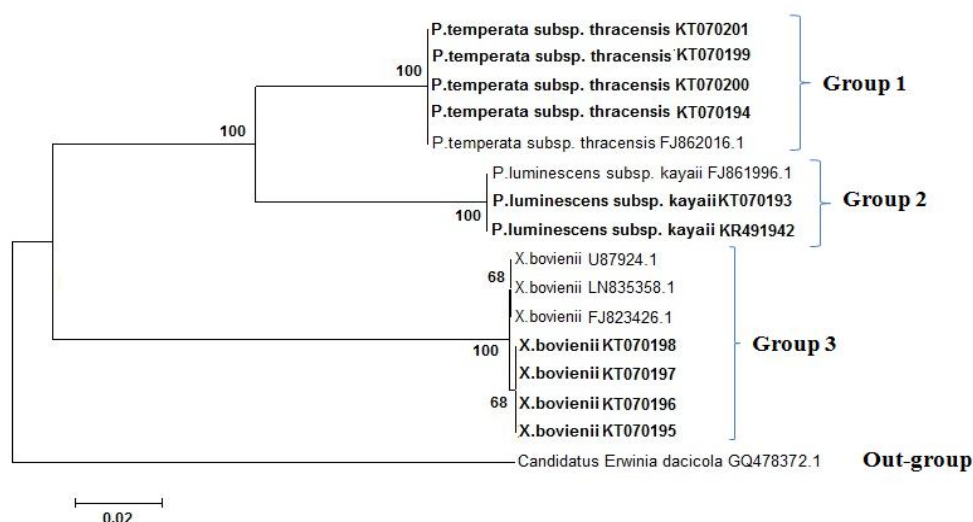 P.temperata subsp. thracensis KT070201
P.temperata subsp. thracensis KT070199
100
P.temperata subsp. thracensis KT070200
Group 1
P.temperata subsp. thracensis KT070194
100
P.temperata subsp. thracensis FJ862016.1
P.luminescens subsp. kayaii FJ861996.1
P.luminescens subsp. kayaii KT070193
Group 2
100
P.luminescens subsp. kayaii KR491942
X.bovienii U87924.1
68
X.bovienii LN835358.1
X.bovienii FJ823426.1
100
X.bovienii KT070198
Group 3
X.bovienii KT070197
68
X.bovienii KT070196
X.bovienii KT070195
Candidatus Erwinia dacicola GQ478372.1
Out-group
0.02